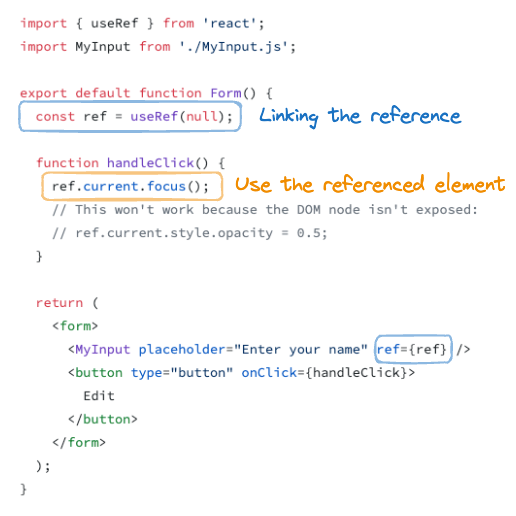 import { useRef } from 'react';
import MyInput from './MyInput.js';

export default function Form() {
  const ref = useRef(null);  Linking the reference

  function handleClick() {
    ref.current.focus();  Use the referenced element
    // This won't work because the DOM node isn't exposed:
    // ref.current.style.opacity = 0.5;
  }

  return (
    <form>
      <MyInput placeholder="Enter your name" ref={ref} />
      <button type="button" onClick={handleClick}>
        Edit
      </button>
    </form>
  );
}